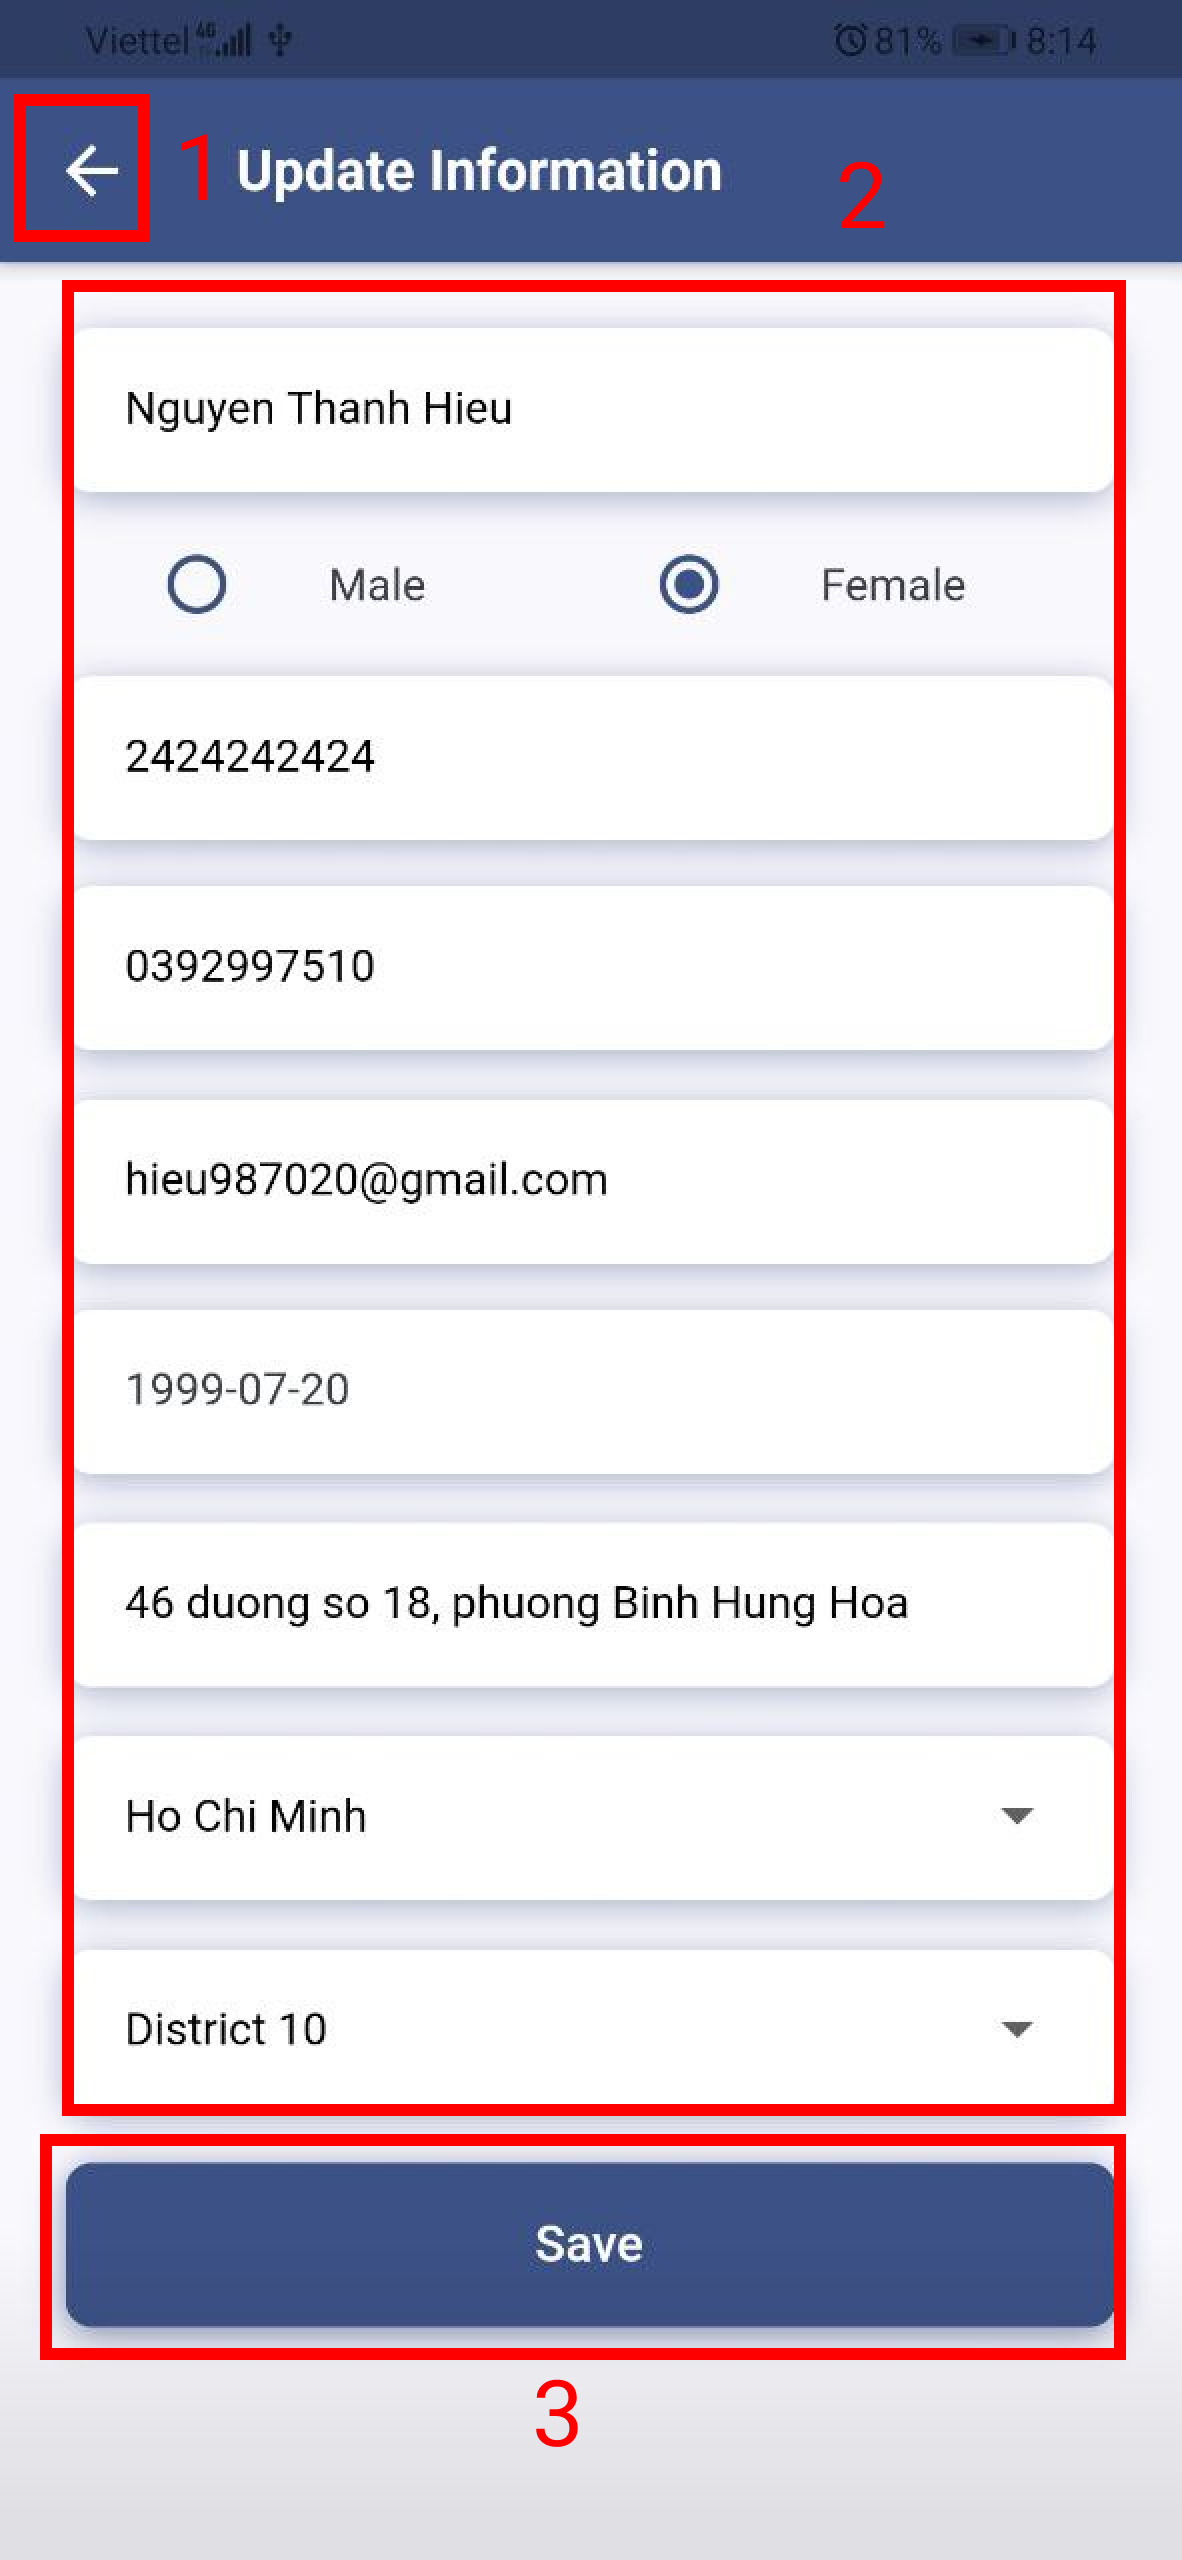 Viettel 4G 81% 8:14
1 Update Information 2
Nguyen Thanh Hieu
Male Female
2424242424
0392997510
hieu987020@gmail.com
1999-07-20
46 duong so 18, phuong Binh Hung Hoa
Ho Chi Minh
District 10
Save
3